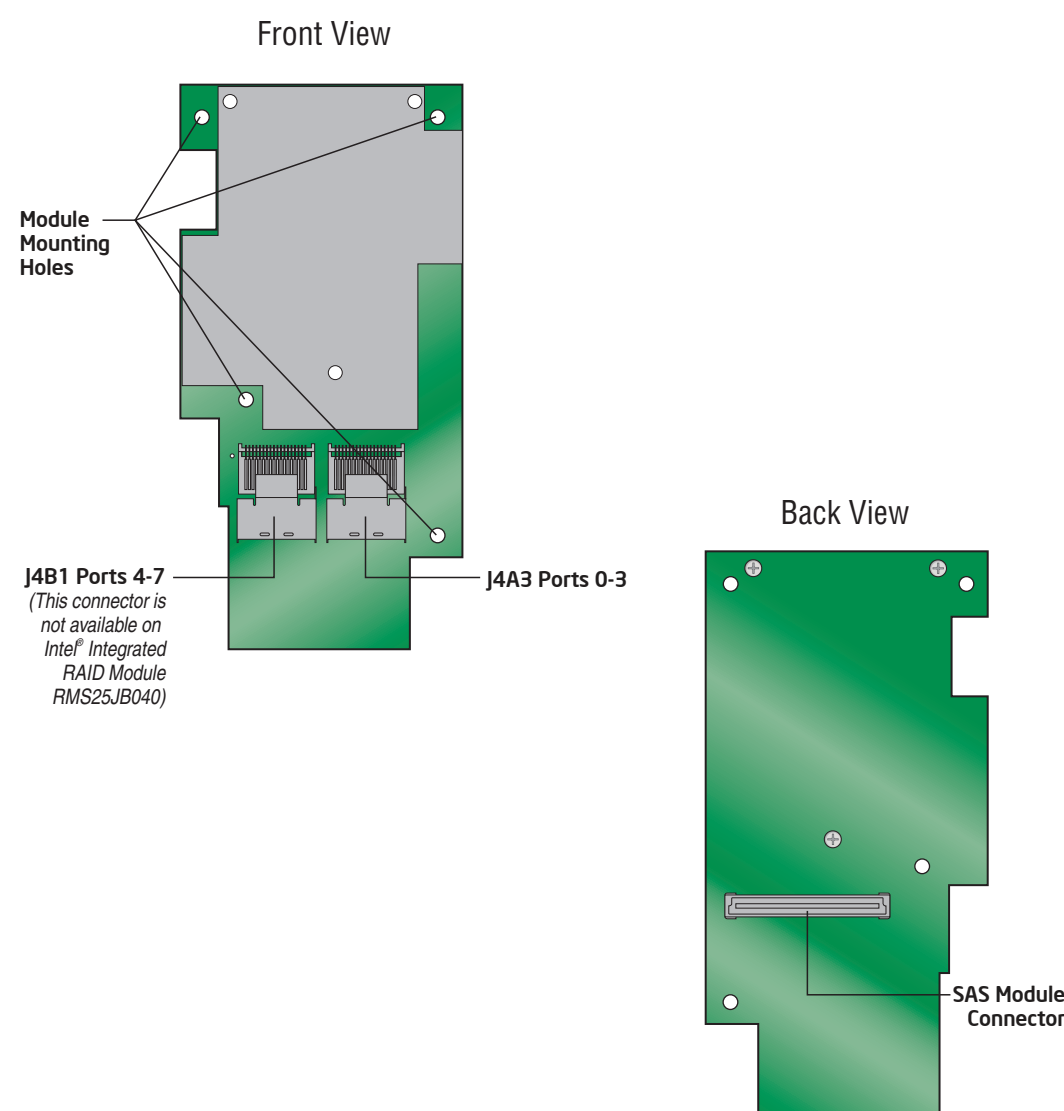 Front View
Module
Mounting
Holes
J4B1 Ports 4-7
(This connector is
not available on
Intel® Integrated
RAID Module
RMS25JB040)
J4A3 Ports 0-3
Back View
SAS Module
Connector